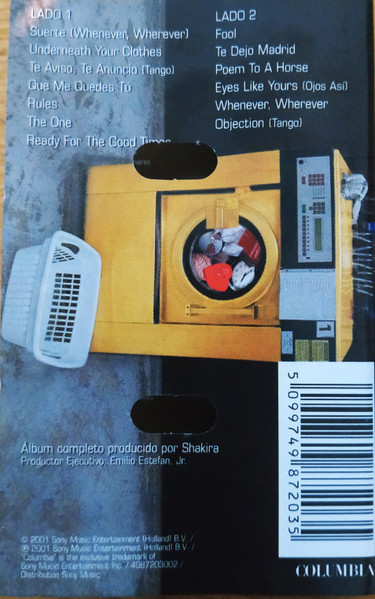 LADO 1
Suerte (Whenever, Wherever)
Underneath Your Clothes
Te Aviso, Te Anuncio (Tango)
Que Me Quedes Tú
Rules
The One
Ready For The Good Times
LADO 2
Fool
Te Dejo Madrid
Poem To A Horse
Eyes Like Yours (Ojos Así)
Whenever, Wherever
Objection (Tango)
1
Álbum completo producido por Shakira
Productor Ejecutivo: Emilio Estefan, Jr.
© 2001 Sony Music Entertainment (Holland) B.V. /
℗ 2001 Sony Music Entertainment (Holland) B.V. /
"Columbia" is the exclusive trademark of
Sony Music Entertainment Inc. / 4987203002 /
Distribution Sony Music
5099749872035
COLUMBIA